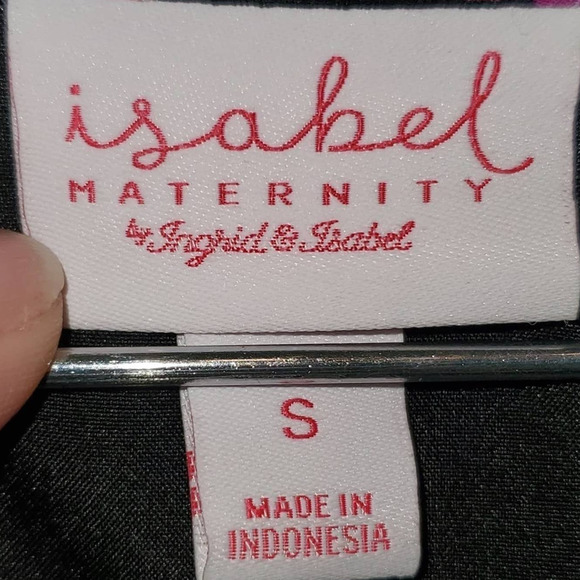 isabel
MATERNITY
by Ingrid & Isabel
S
MADE IN
INDONESIA